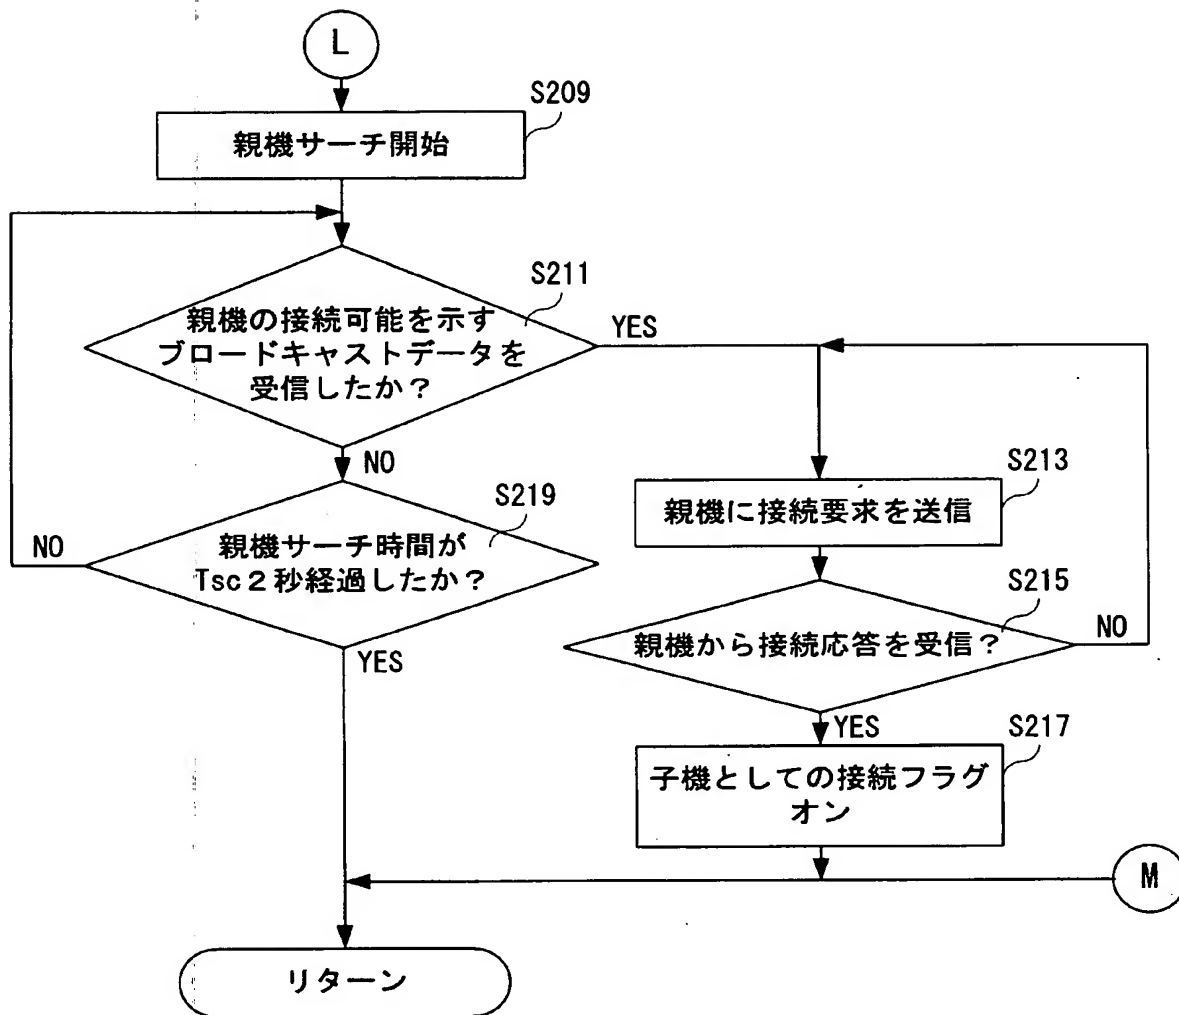 L
S209
親機サーチ開始
S211
親機の接続可能を示す
ブロードキャストデータを
受信したか?
YES
NO
S219
親機サーチ時間が
Tsc2秒経過したか?
NO
YES
S213
親機に接続要求を送信
S215
親機から接続応答を受信?
NO
YES
S217
子機としての接続フラグ
オン
M
リターン